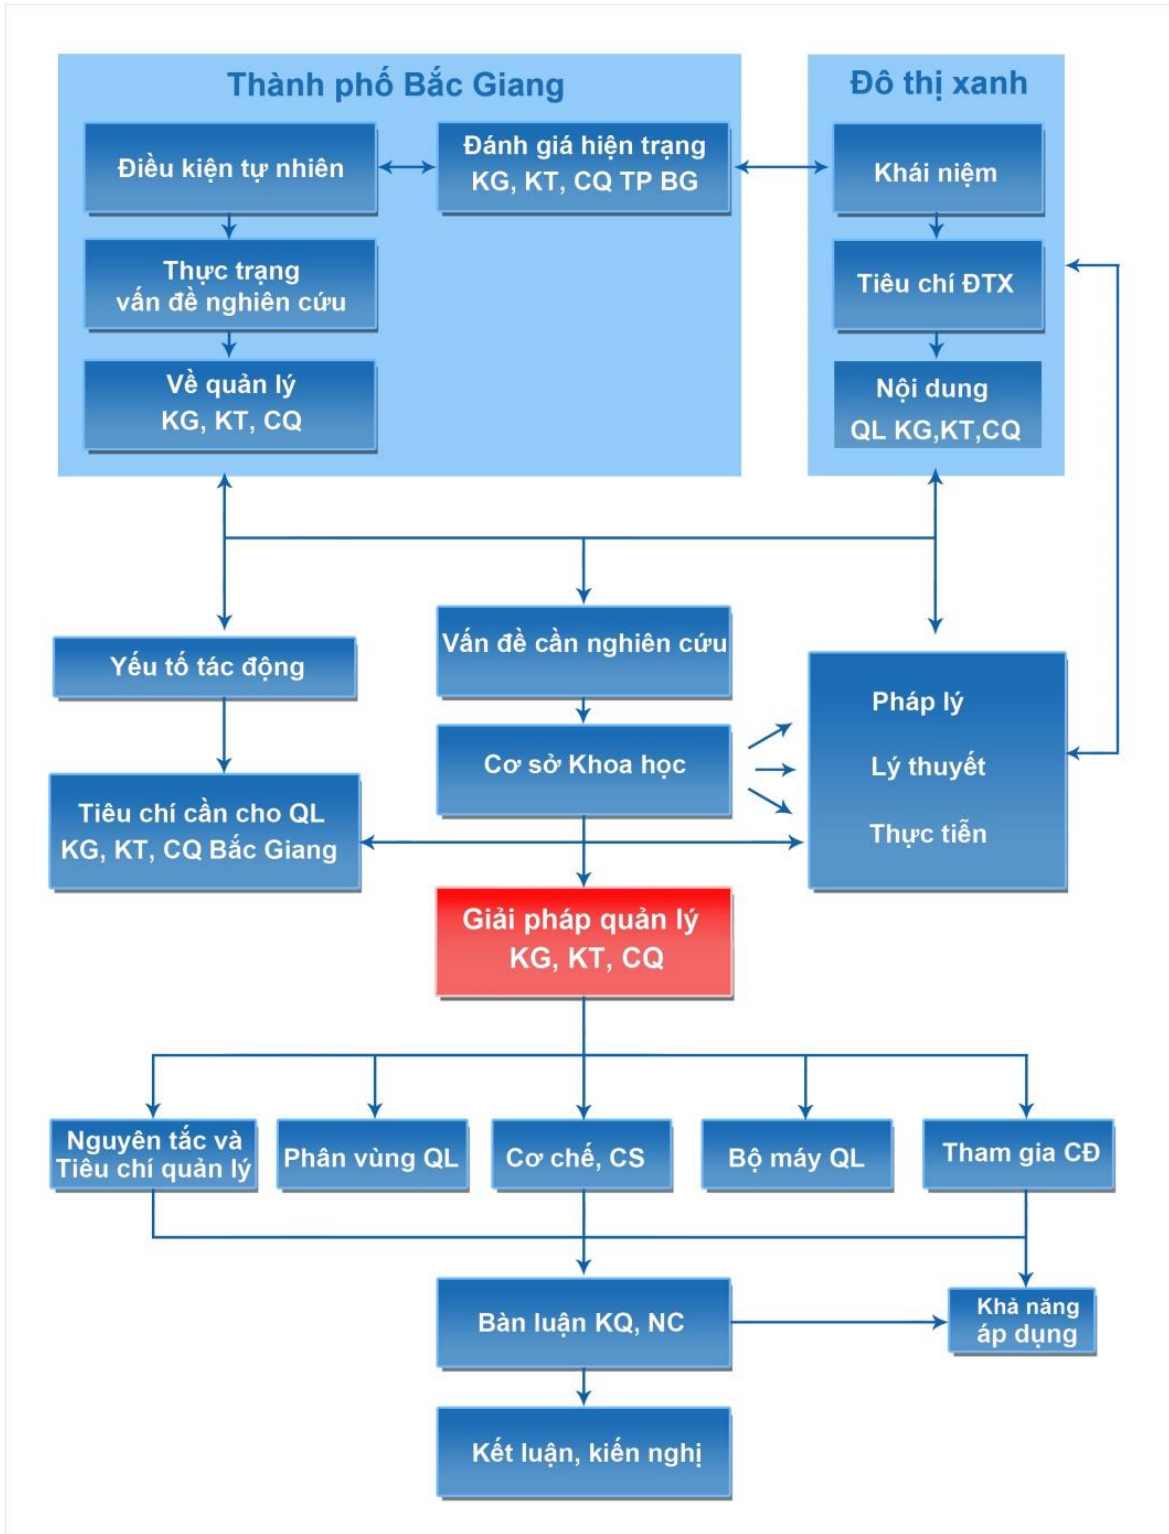 Thành phố Bắc Giang
Đô thị xanh
Điều kiện tự nhiên
Đánh giá hiện trạng
KG, KT, CQ TP BG
Khái niệm
Thực trạng
vấn đề nghiên cứu
Tiêu chí ĐTX
Về quản lý
KG, KT, CQ
Nội dung
QL KG,KT,CQ
Yếu tố tác động
Vấn đề cần nghiên cứu
Pháp lý
Lý thuyết
Thực tiễn
Cơ sở Khoa học
Tiêu chí cần cho QL
KG, KT, CQ Bắc Giang
Giải pháp quản lý
KG, KT, CQ
Nguyên tắc và
Tiêu chí quản lý
Phân vùng QL
Cơ chế, CS
Bộ máy QL
Tham gia CĐ
Bàn luận KQ, NC
Khả năng
áp dụng
Kết luận, kiến nghị